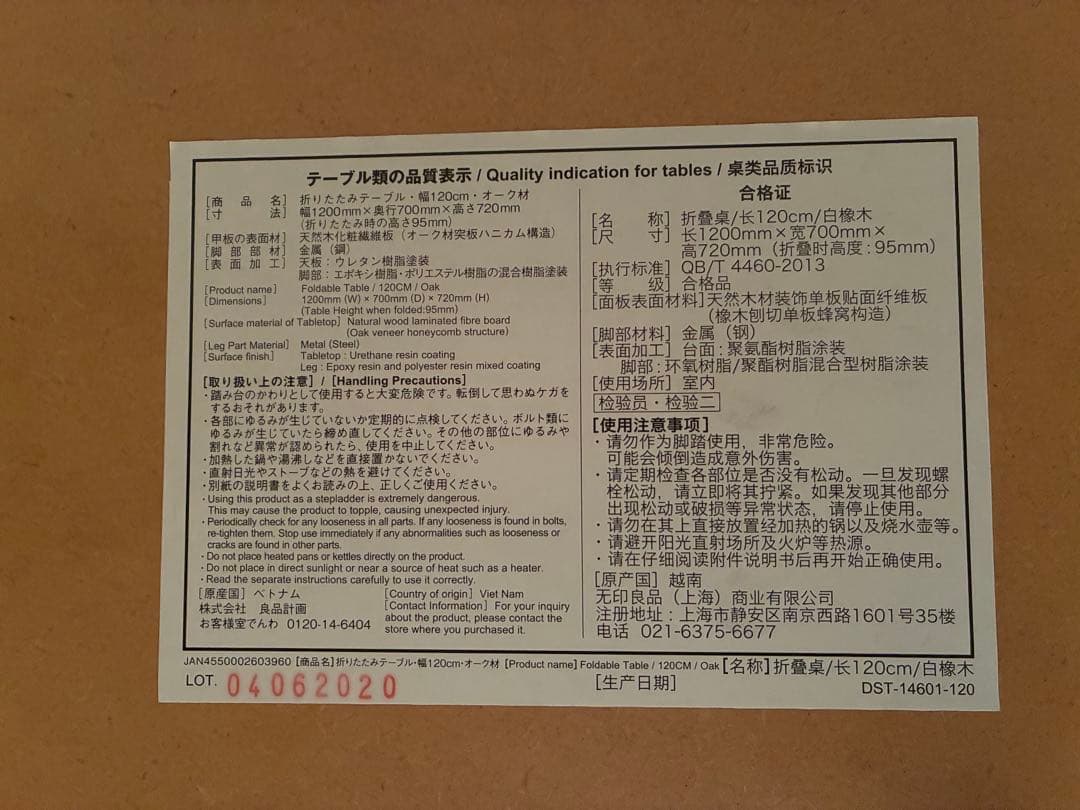 テーブル類の品質表示 / Quality indication for tables / 桌类品质标识
[商品名] 折りたたみテーブル・幅120cm・オーク材
[寸法] 幅1200mm×奥行700mm×高さ720mm
(折りたたみ時の高さ95mm)
[甲板の表面材] 天然木化粧繊維板(オーク材突板ハニカム構造)
[脚部部材] 金属(鋼)
[表面加工] 天板:ウレタン樹脂塗装
脚部:エポキシ樹脂・ポリエステル樹脂の混合樹脂塗装
[Product name] Foldable Table / 120CM / Oak
[Dimensions] 1200mm (W) × 700mm (D) × 720mm (H)
(Table Height when folded:95mm)
[Surface material of Tabletop] Natural wood laminated fibre board
(Oak veneer honeycomb structure)
[Leg Part Material] Metal (Steel)
[Surface finish] Tabletop : Urethane resin coating
Leg : Epoxy resin and polyester resin mixed coating
[取り扱い上の注意] / [Handling Precautions]
・踏み台のかわりとして使用すると大変危険です。転倒して思わぬケガを
するおそれがあります。
・各部にゆるみが生じていないか定期的に点検してください。ボルト類に
ゆるみが生じていたら締め直してください。その他の部位にゆるみや
割れなど異常が認められたら、使用を中止してください。
・加熱した鍋や湯沸しなどを直接置かないでください。
・直射日光やストーブなどの熱を避けてください。
・別紙の説明書をよくお読みの上、正しくご使用ください。
・Using this product as a stepladder is extremely dangerous.
This may cause the product to topple, causing unexpected injury.
・Periodically check for any looseness in all parts. If any looseness is found in bolts,
re-tighten them. Stop use immediately if any abnormalities such as looseness or
cracks are found in other parts.
・Do not place heated pans or kettles directly on the product.
・Do not place in direct sunlight or near a source of heat such as a heater.
・Read the separate instructions carefully to use it correctly.
[原産国] ベトナム
株式会社 良品計画
お客様室でんわ 0120-14-6404
[Country of origin] Viet Nam
[Contact Information] For your inquiry
about the product, please contact the
store where you purchased it.
合格证
[名称] 折叠桌/长120cm/白橡木
[尺寸] 长1200mm×宽700mm×
高720mm(折叠时高度:95mm)
[执行标准] QB/T 4460-2013
[等级] 合格品
[面板表面材料] 天然木材装饰单板贴面纤维板
(橡木刨切单板蜂窝构造)
[脚部材料] 金属(钢)
[表面加工] 台面:聚氨酯树脂涂装
脚部:环氧树脂/聚酯树脂混合型树脂涂装
[使用场所] 室内
检验员・检验二
[使用注意事项]
・请勿作为脚踏使用,非常危险。
可能会倾倒造成意外伤害。
・请定期检查各部位是否没有松动。一旦发现螺
栓松动,请立即将其拧紧。如果发现其他部分
出现松动或破损等异常状态,请停止使用。
・请勿在其上直接放置经加热的锅以及烧水壶等。
・请避开阳光直射场所及火炉等热源。
・请在仔细阅读附件说明书后再开始正确使用。
[原产国] 越南
无印良品(上海)商业有限公司
注册地址:上海市静安区南京西路1601号35楼
电话 021-6375-6677
JAN4550002603960 [商品名] 折りたたみテーブル・幅120cm・オーク材 [Product name] Foldable Table / 120CM / Oak [名称] 折叠桌/长120cm/白橡木
LOT. 04062020 [生产日期] DST-14601-120